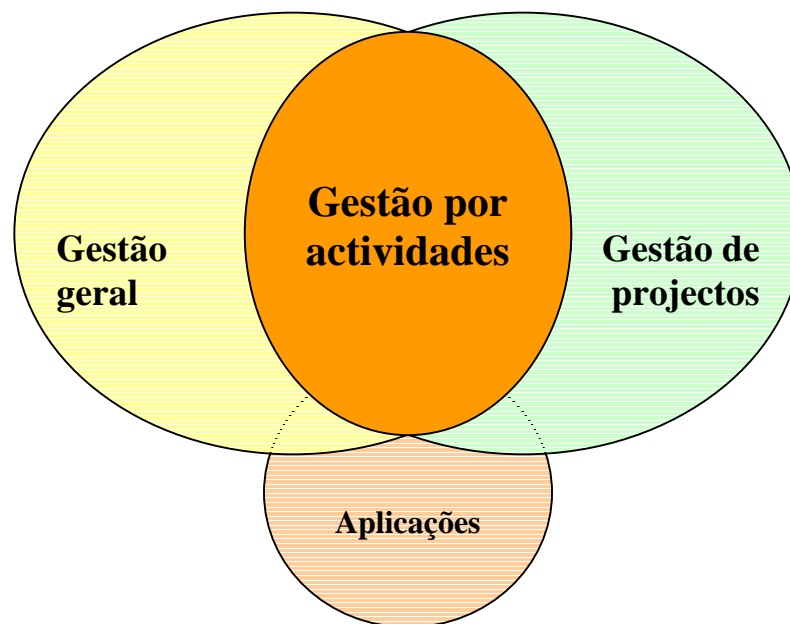 Gestão por
actividades
Gestão
geral
Gestão de
projectos
Aplicações